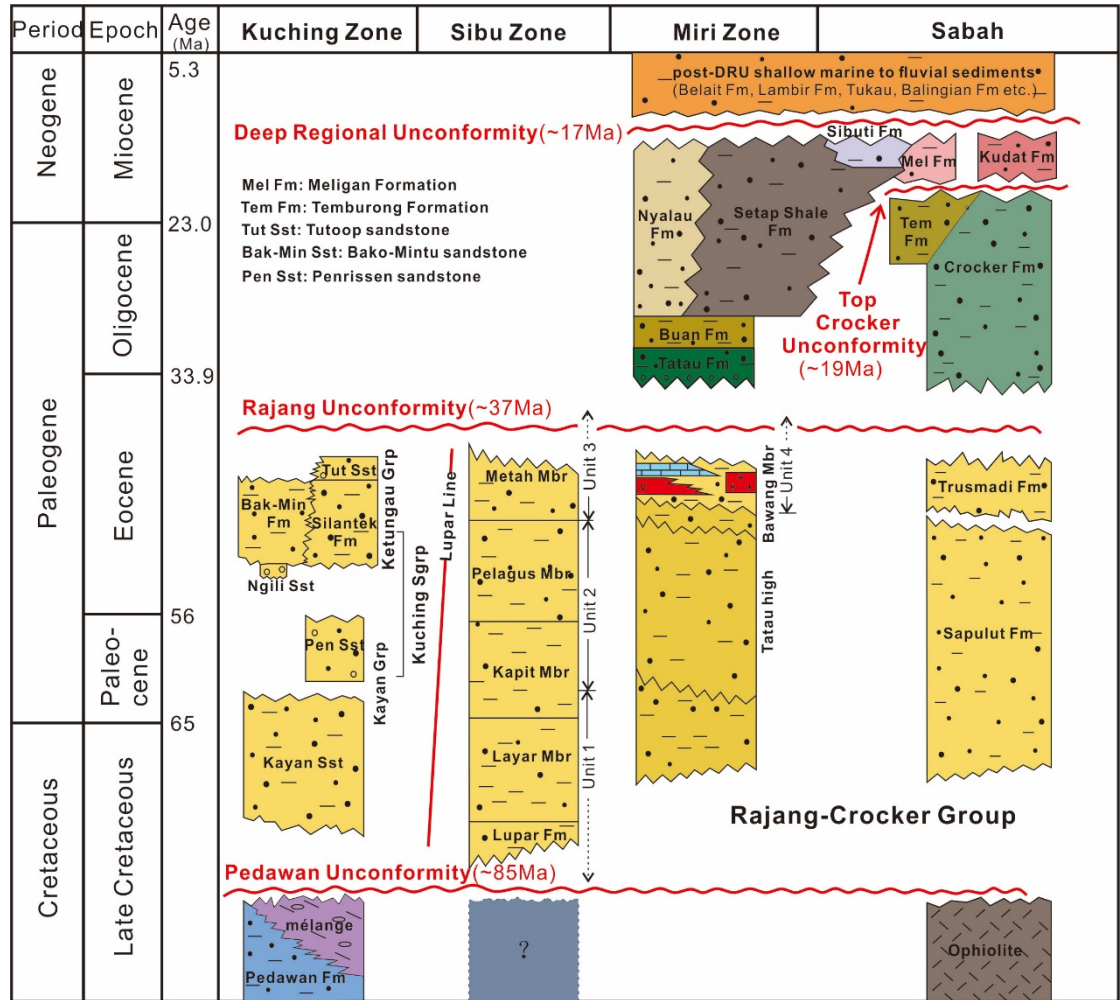 Period
Epoch
Age
(Ma)
Kuching Zone
Sibu Zone
Miri Zone
Sabah
Neogene
Paleogene
Cretaceous
Miocene
Oligocene
Eocene
Paleo-
cene
Late Cretaceous
5.3
23.0
33.9
56
65
post-DRU shallow marine to fluvial sediments
(Belait Fm, Lambir Fm, Tukau, Balingian Fm etc.)
Deep Regional Unconformity(~17Ma)
Mel Fm: Meligan Formation
Tem Fm: Temburong Formation
Tut Sst: Tutoop sandstone
Bak-Min Sst: Bako-Mintu sandstone
Pen Sst: Penrissen sandstone
Sibuti Fm
Mel Fm
Kudat Fm
Nyalau
Fm
Setap Shale
Fm
Tem
Fm
Crocker Fm
Top
Crocker
Unconformity
(~19Ma)
Buan Fm
Tatau Fm
Rajang Unconformity(~37Ma)
Tut Sst
Bak-Min
Fm
Silantek
Fm
Ngili Sst
Ketungau Grp
Pen Sst
Kayan Grp
Kuching Sgrp
Kayan Sst
Lupar Line
Metah Mbr
Pelagus Mbr
Kapit Mbr
Layar Mbr
Lupar Fm
Unit 3
Unit 2
Unit 1
v
Bawang Mbr
Unit 4
Tatau high
Trusmadi Fm
Sapulut Fm
Rajang-Crocker Group
Pedawan Unconformity(~85Ma)
mélange
Pedawan Fm
?
Ophiolite